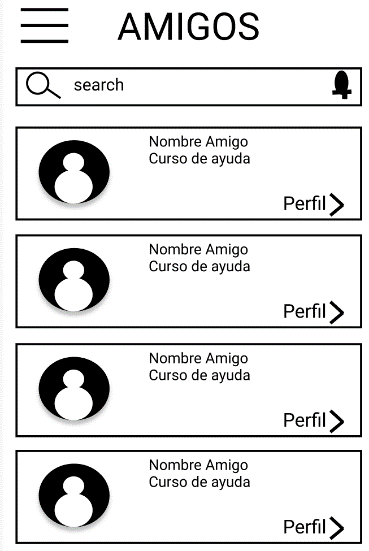 AMIGOS
search
Nombre Amigo
Curso de ayuda
Perfil
Nombre Amigo
Curso de ayuda
Perfil
Nombre Amigo
Curso de ayuda
Perfil
Nombre Amigo
Curso de ayuda
Perfil